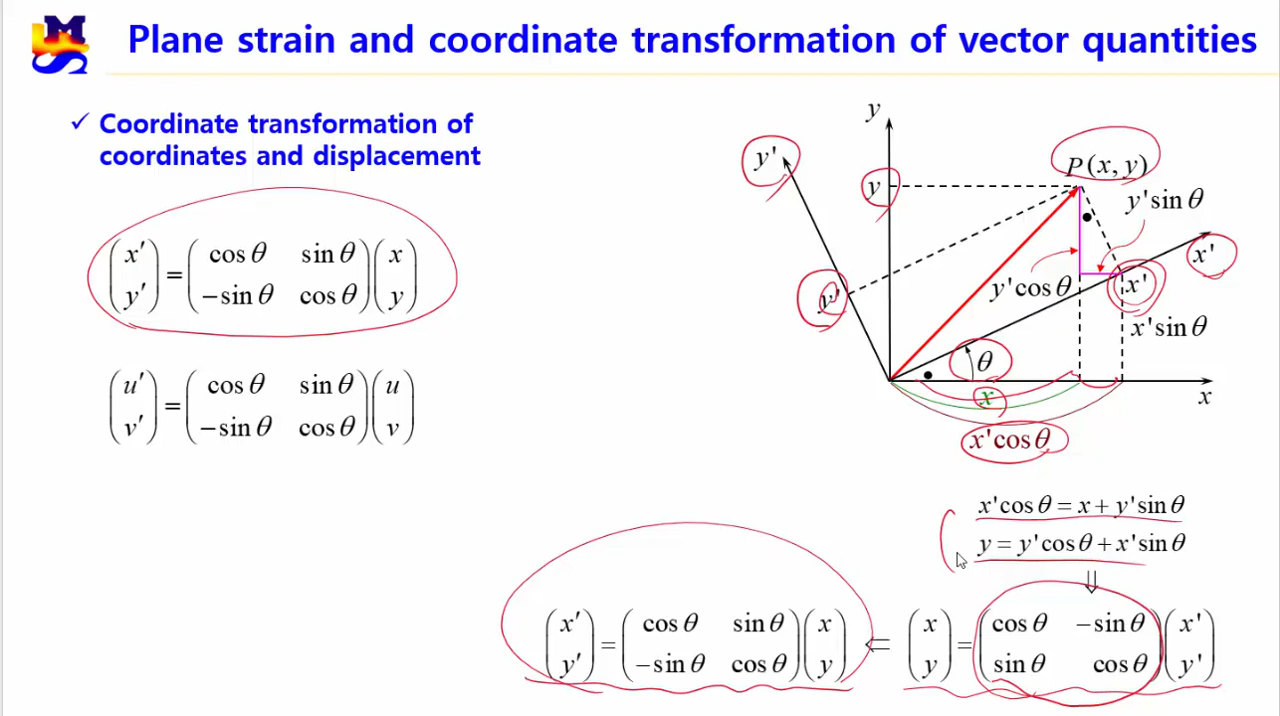 Plane strain and coordinate transformation of vector quantities
✓ Coordinate transformation of
coordinates and displacement
(x′ y′) = (cos θ sin θ −sin θ cos θ)(x y)
(u′ v′) = (cos θ sin θ −sin θ cos θ)(u v)
y
y'
y
P(x, y)
y'sin θ
x'
y'
y'cos θ
x'
x'sin θ
θ
x
x
x'cos θ
x'cos θ = x + y'sin θ
y = y'cos θ + x'sin θ
⇓
(x′ y′) = (cos θ sin θ −sin θ cos θ)(x y) ⇐ (x y) = (cos θ −sin θ sin θ cos θ)(x' y')